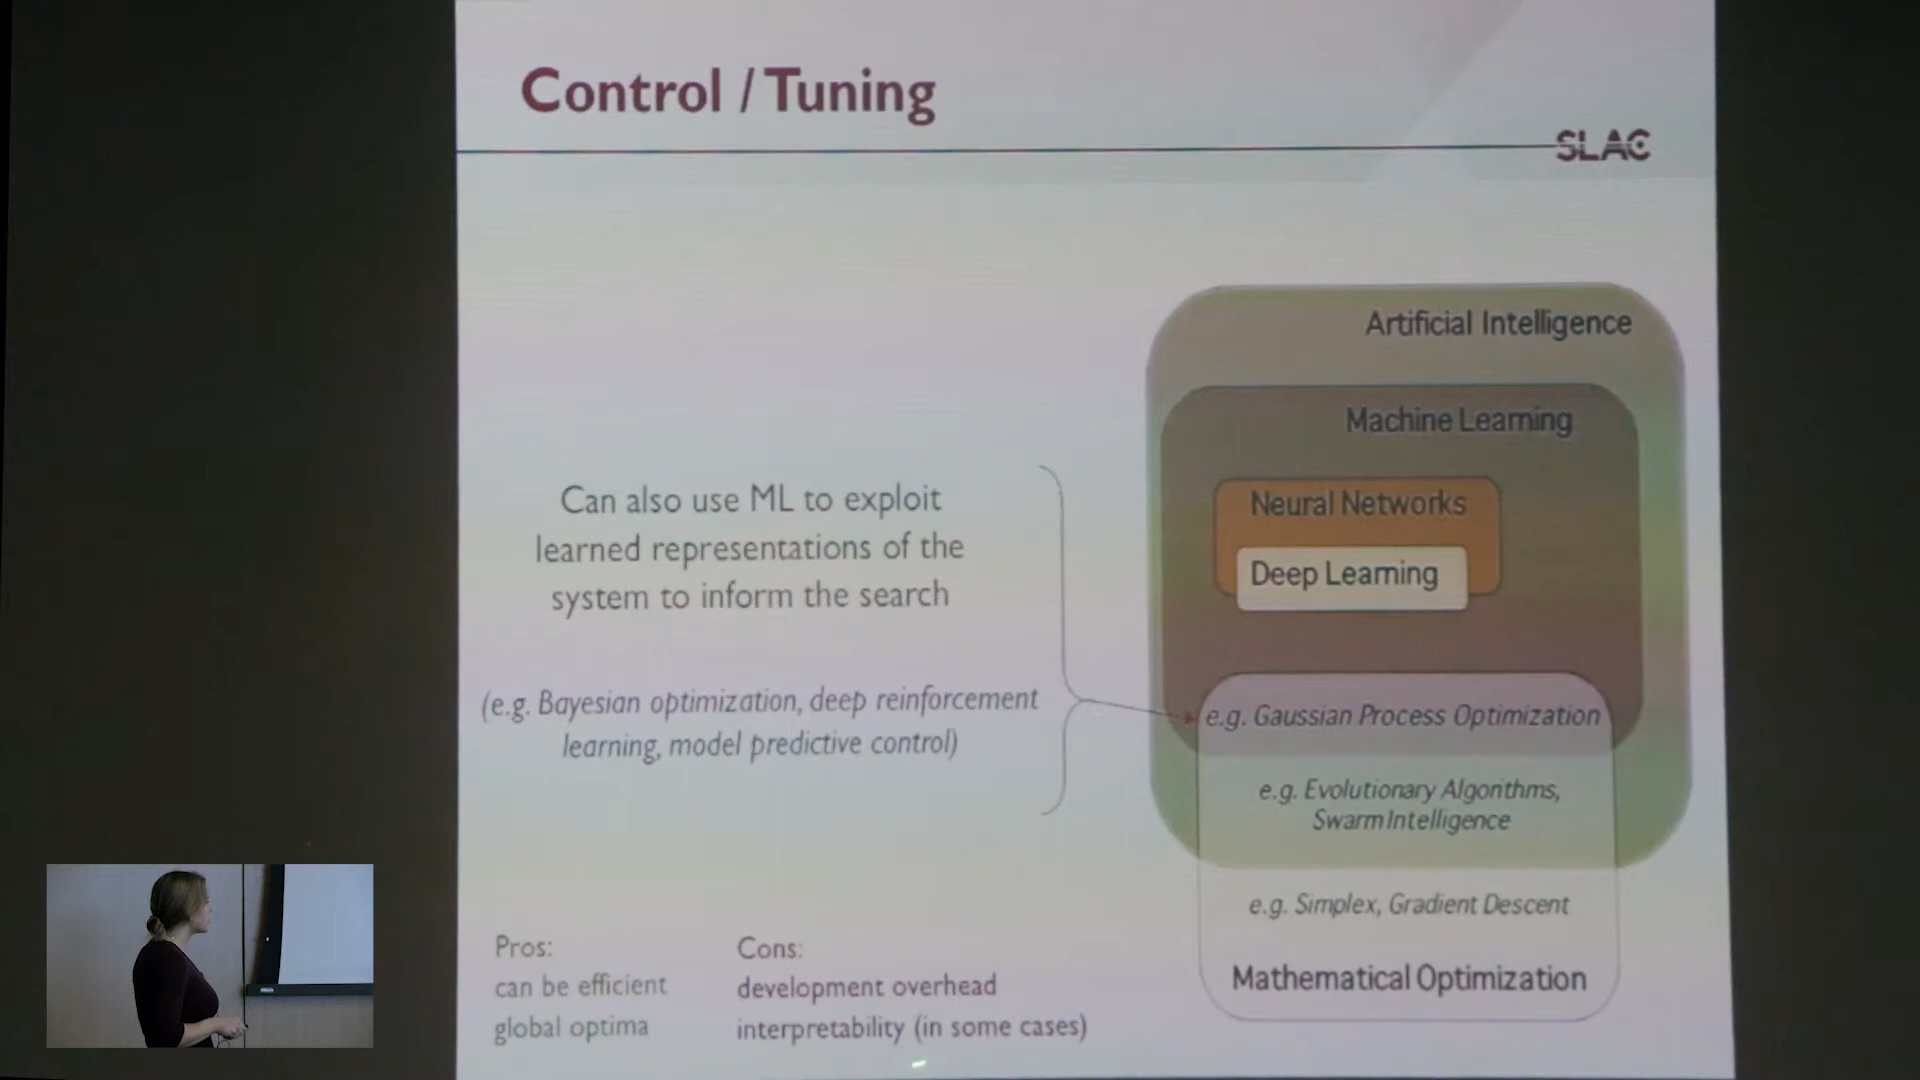 Control / Tuning
SLAC
Artificial Intelligence
Machine Learning
Neural Networks
Deep Learning
Can also use ML to exploit
learned representations of the
system to inform the search
(e.g. Bayesian optimization, deep reinforcement
learning, model predictive control)
e.g. Gaussian Process Optimization
e.g. Evolutionary Algorithms,
Swarm Intelligence
e.g. Simplex, Gradient Descent
Mathematical Optimization
Pros:
can be efficient
global optima
Cons:
development overhead
interpretability (in some cases)